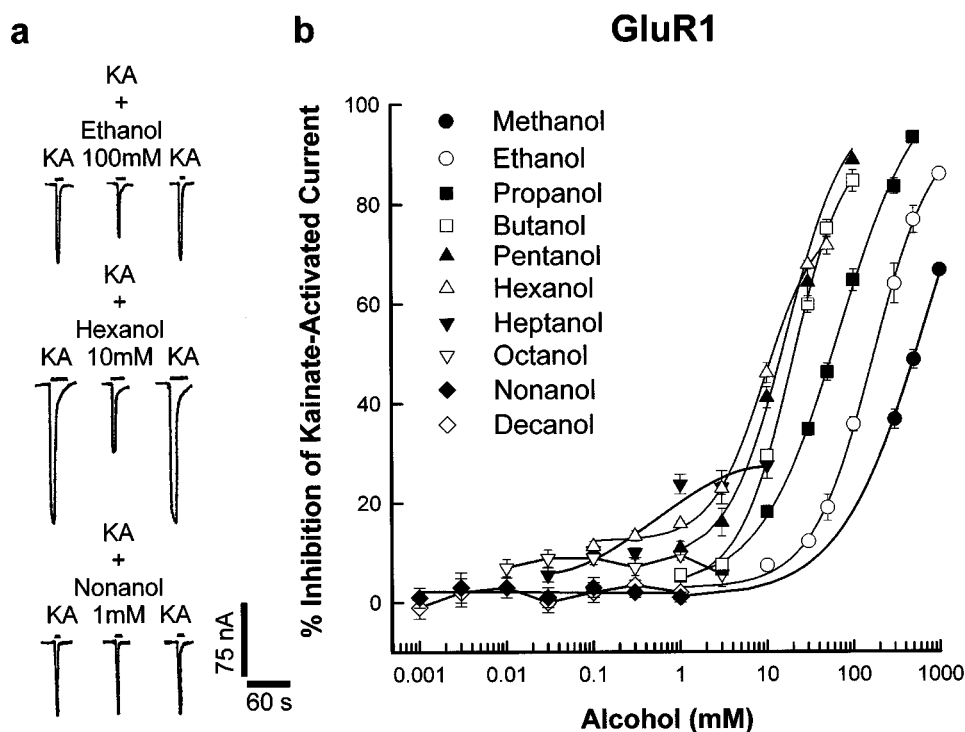 a
KA
+
Ethanol
KA 100mM KA
KA
+
Hexanol
KA 10mM KA
KA
+
Nonanol
KA 1mM KA
75 nA
60 s
b
GluR1
% Inhibition of Kainate-Activated Current
100
80
60
40
20
0
Methanol
Ethanol
Propanol
Butanol
Pentanol
Hexanol
Heptanol
Octanol
Nonanol
Decanol
0.001 0.01 0.1 1 10 100 1000
Alcohol (mM)